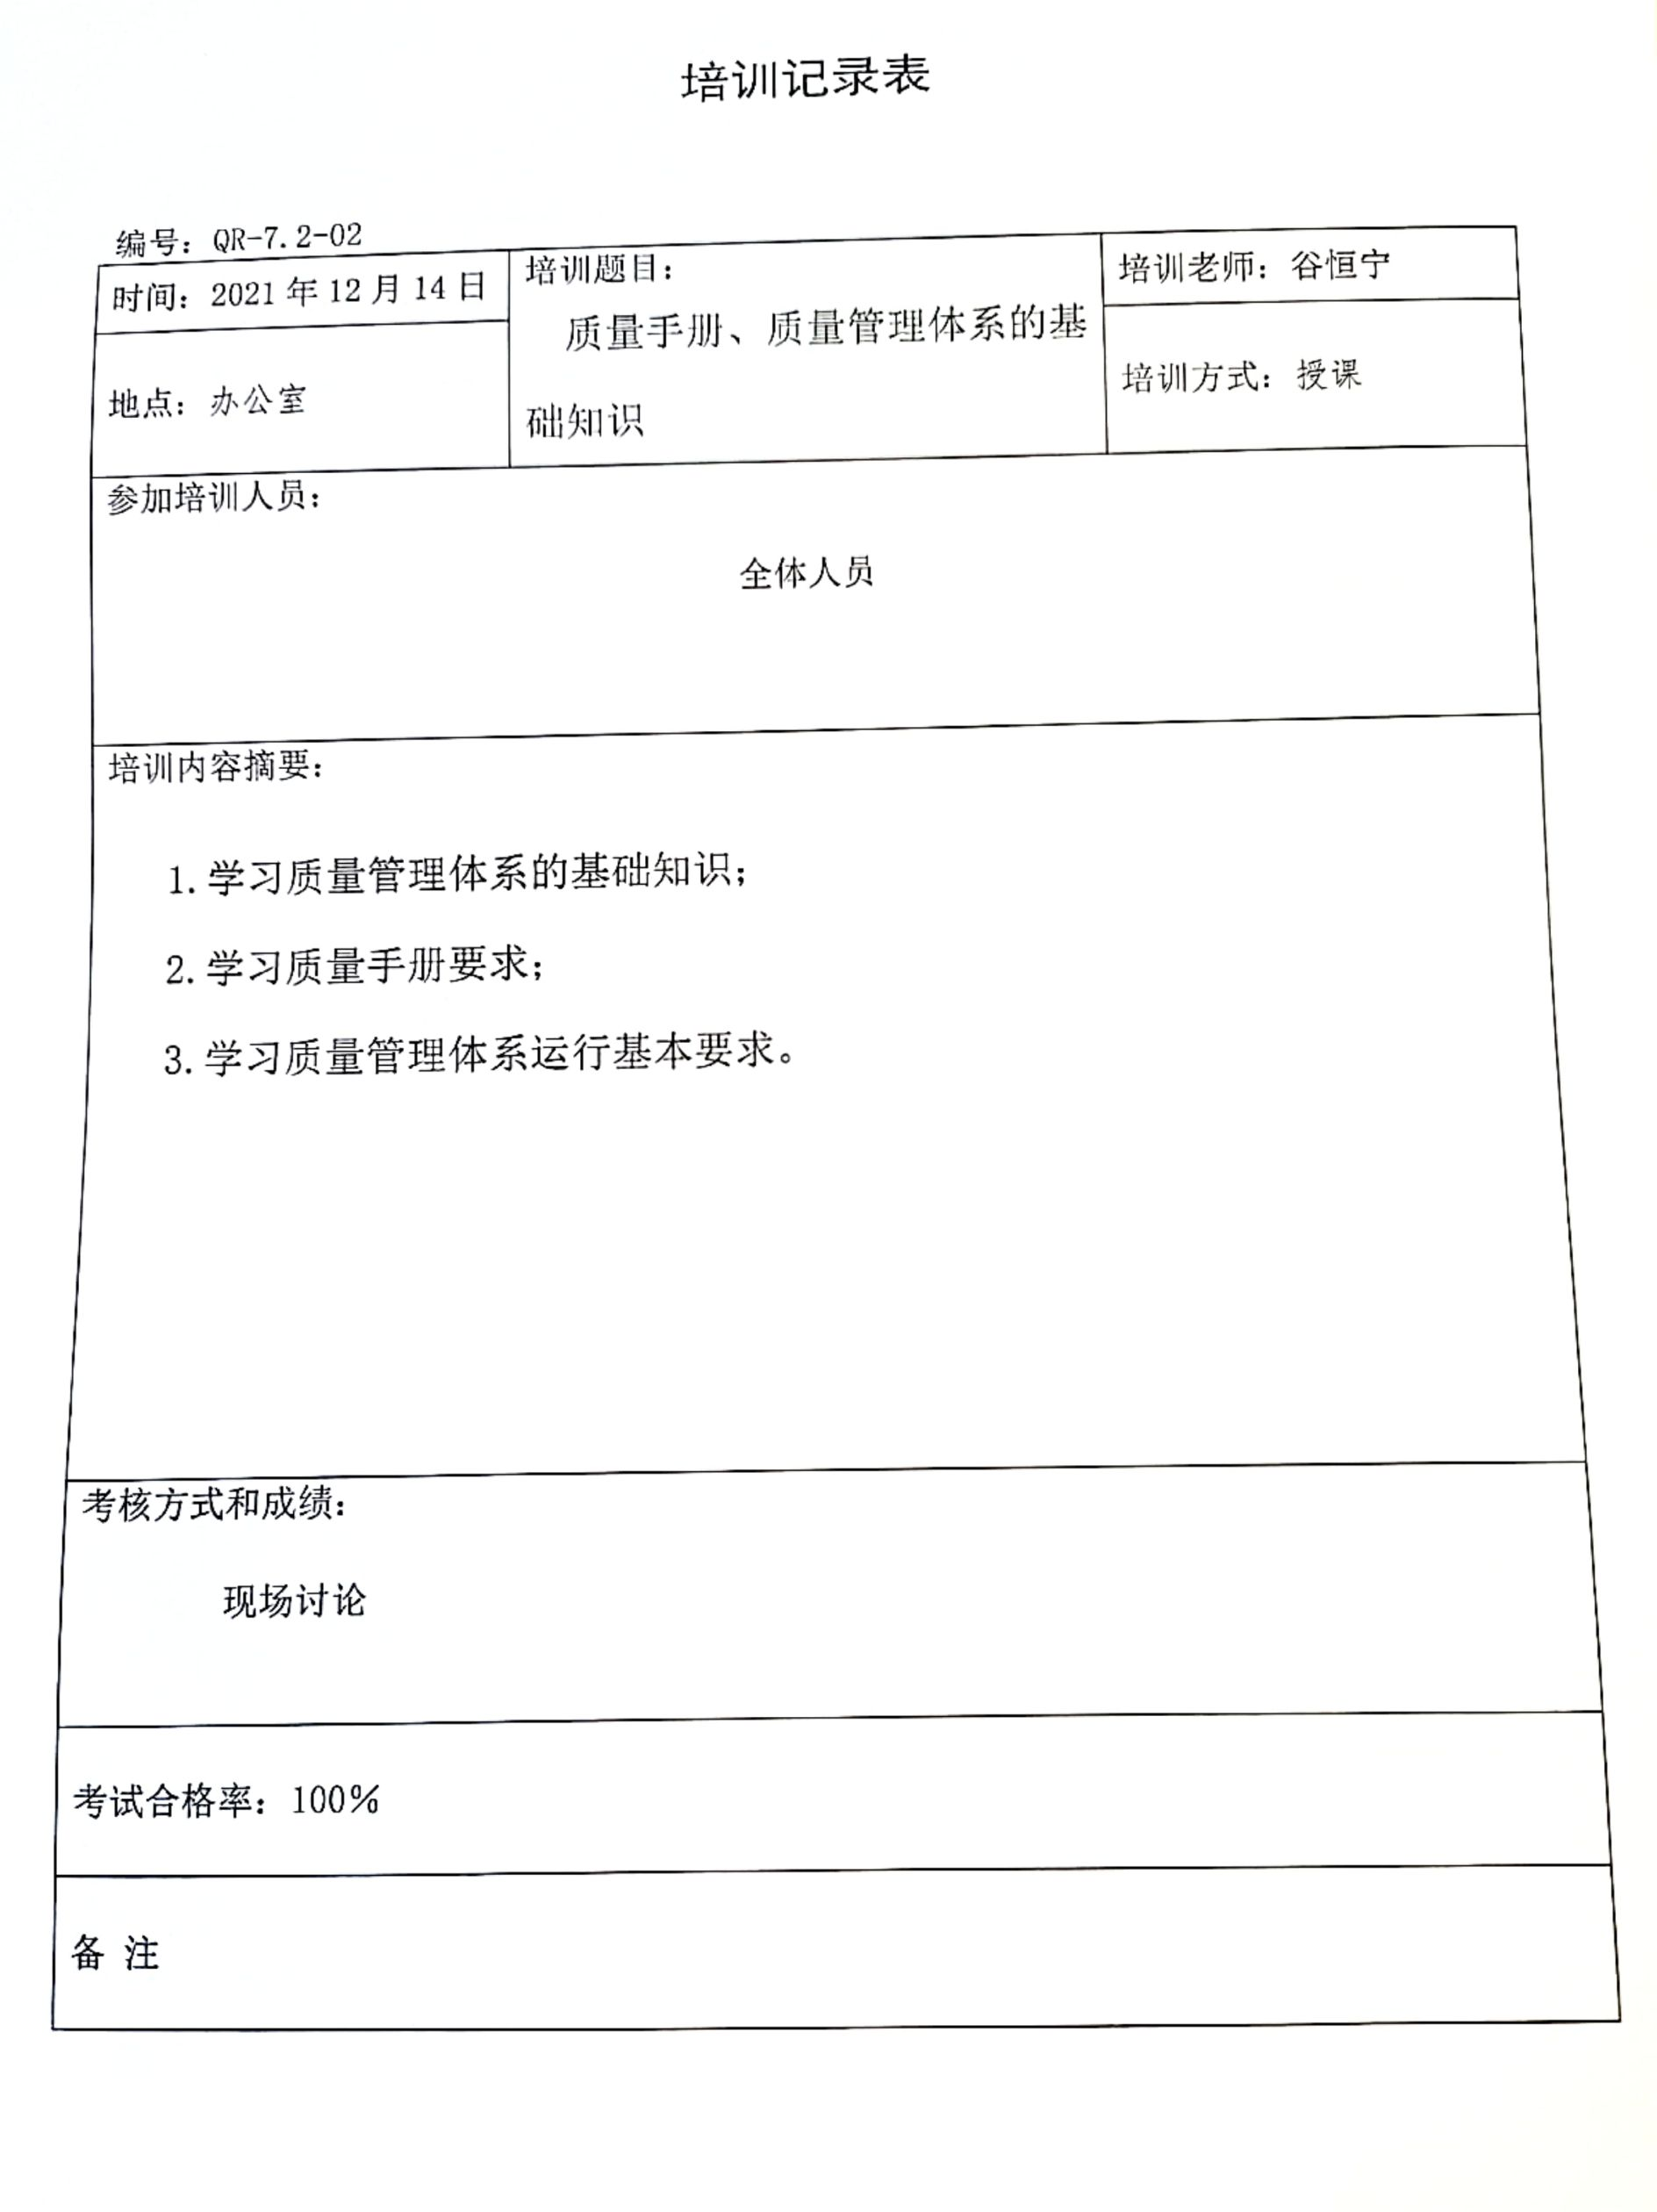 培训记录表
编号：QR-7.2-02
时间：2021年12月14日
培训题目：
培训老师：谷恒宁
质量手册、质量管理体系的基
础知识
地点：办公室
培训方式：授课
参加培训人员：
全体人员
培训内容摘要：
1.学习质量管理体系的基础知识；
2.学习质量手册要求；
3.学习质量管理体系运行基本要求。
考核方式和成绩：
现场讨论
考试合格率：100%
备 注